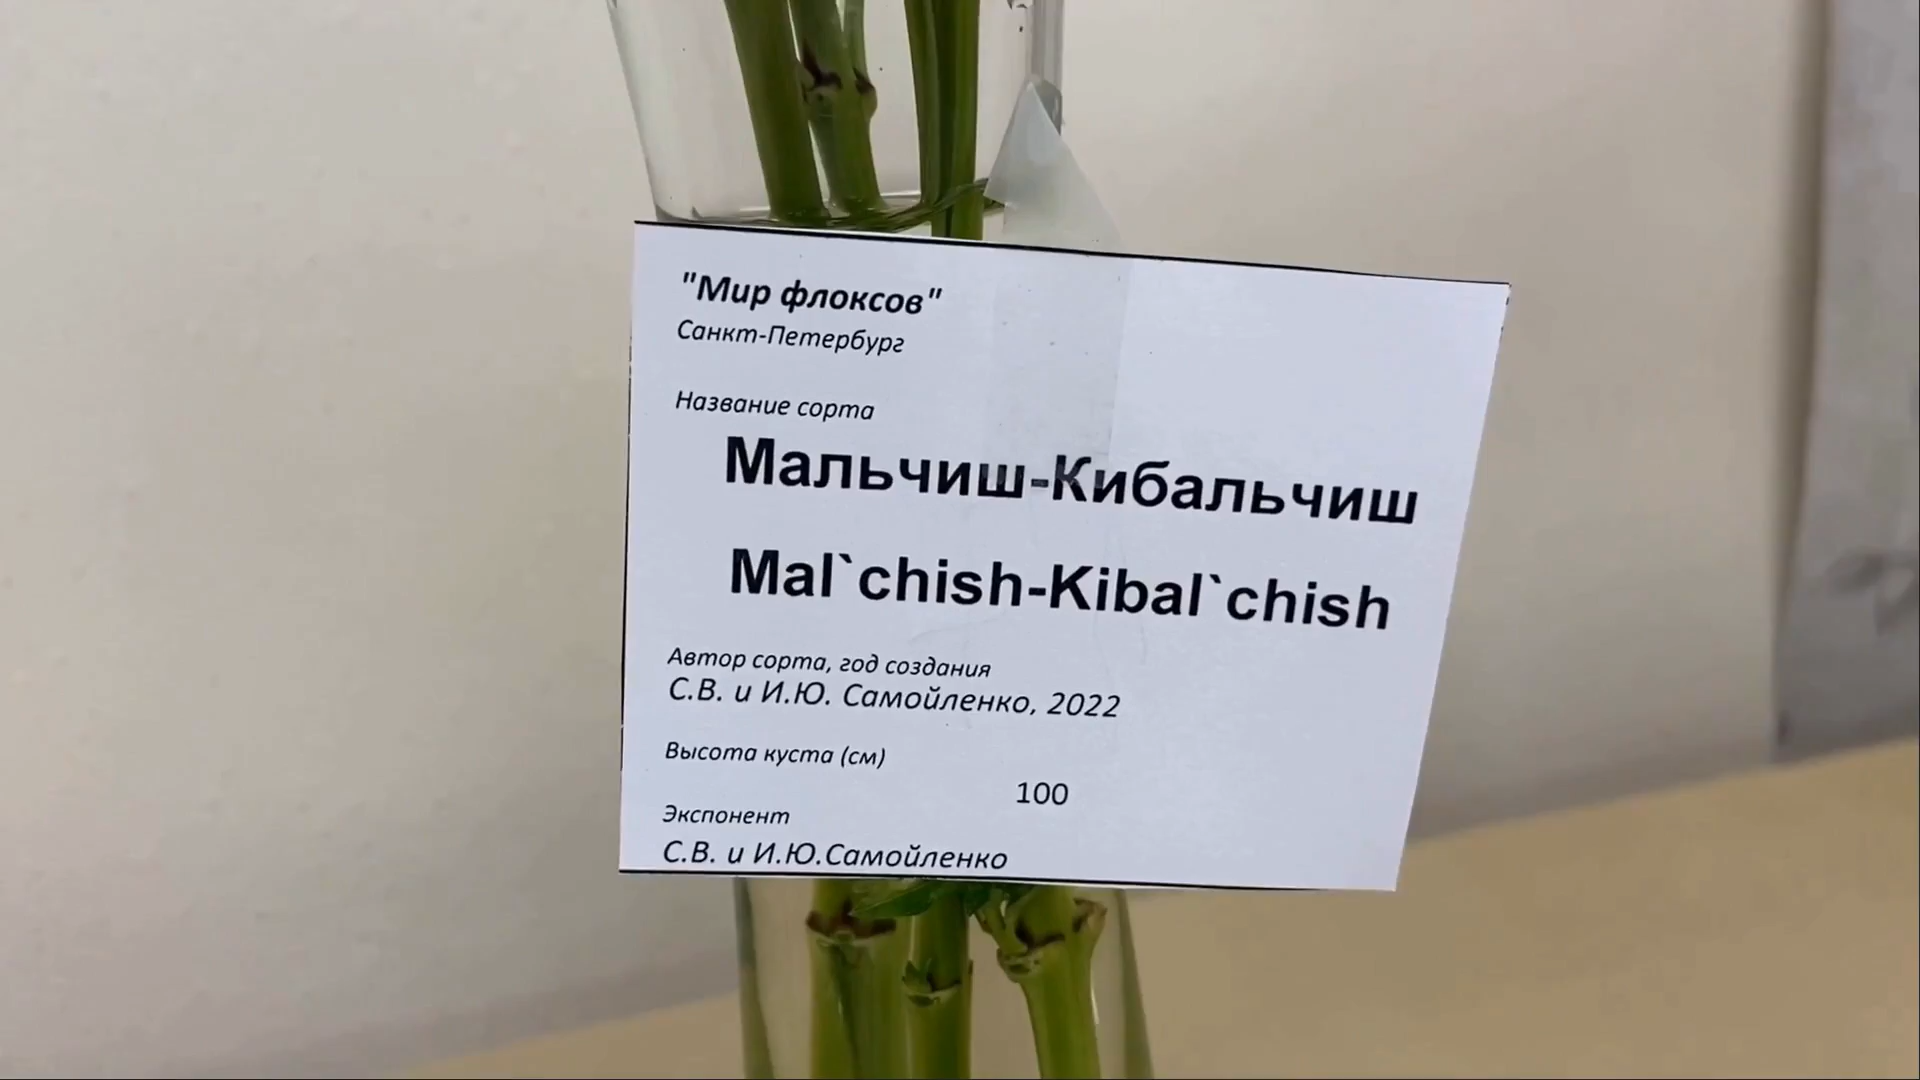 "Мир флоксов"
Санкт-Петербург
Название сорта
Мальчиш-Кибальчиш
Mal`chish-Kibal`chish
Автор сорта, год создания
С.В. и И.Ю. Самойленко, 2022
Высота куста (см)
100
Экспонент
С.В. и И.Ю.Самойленко